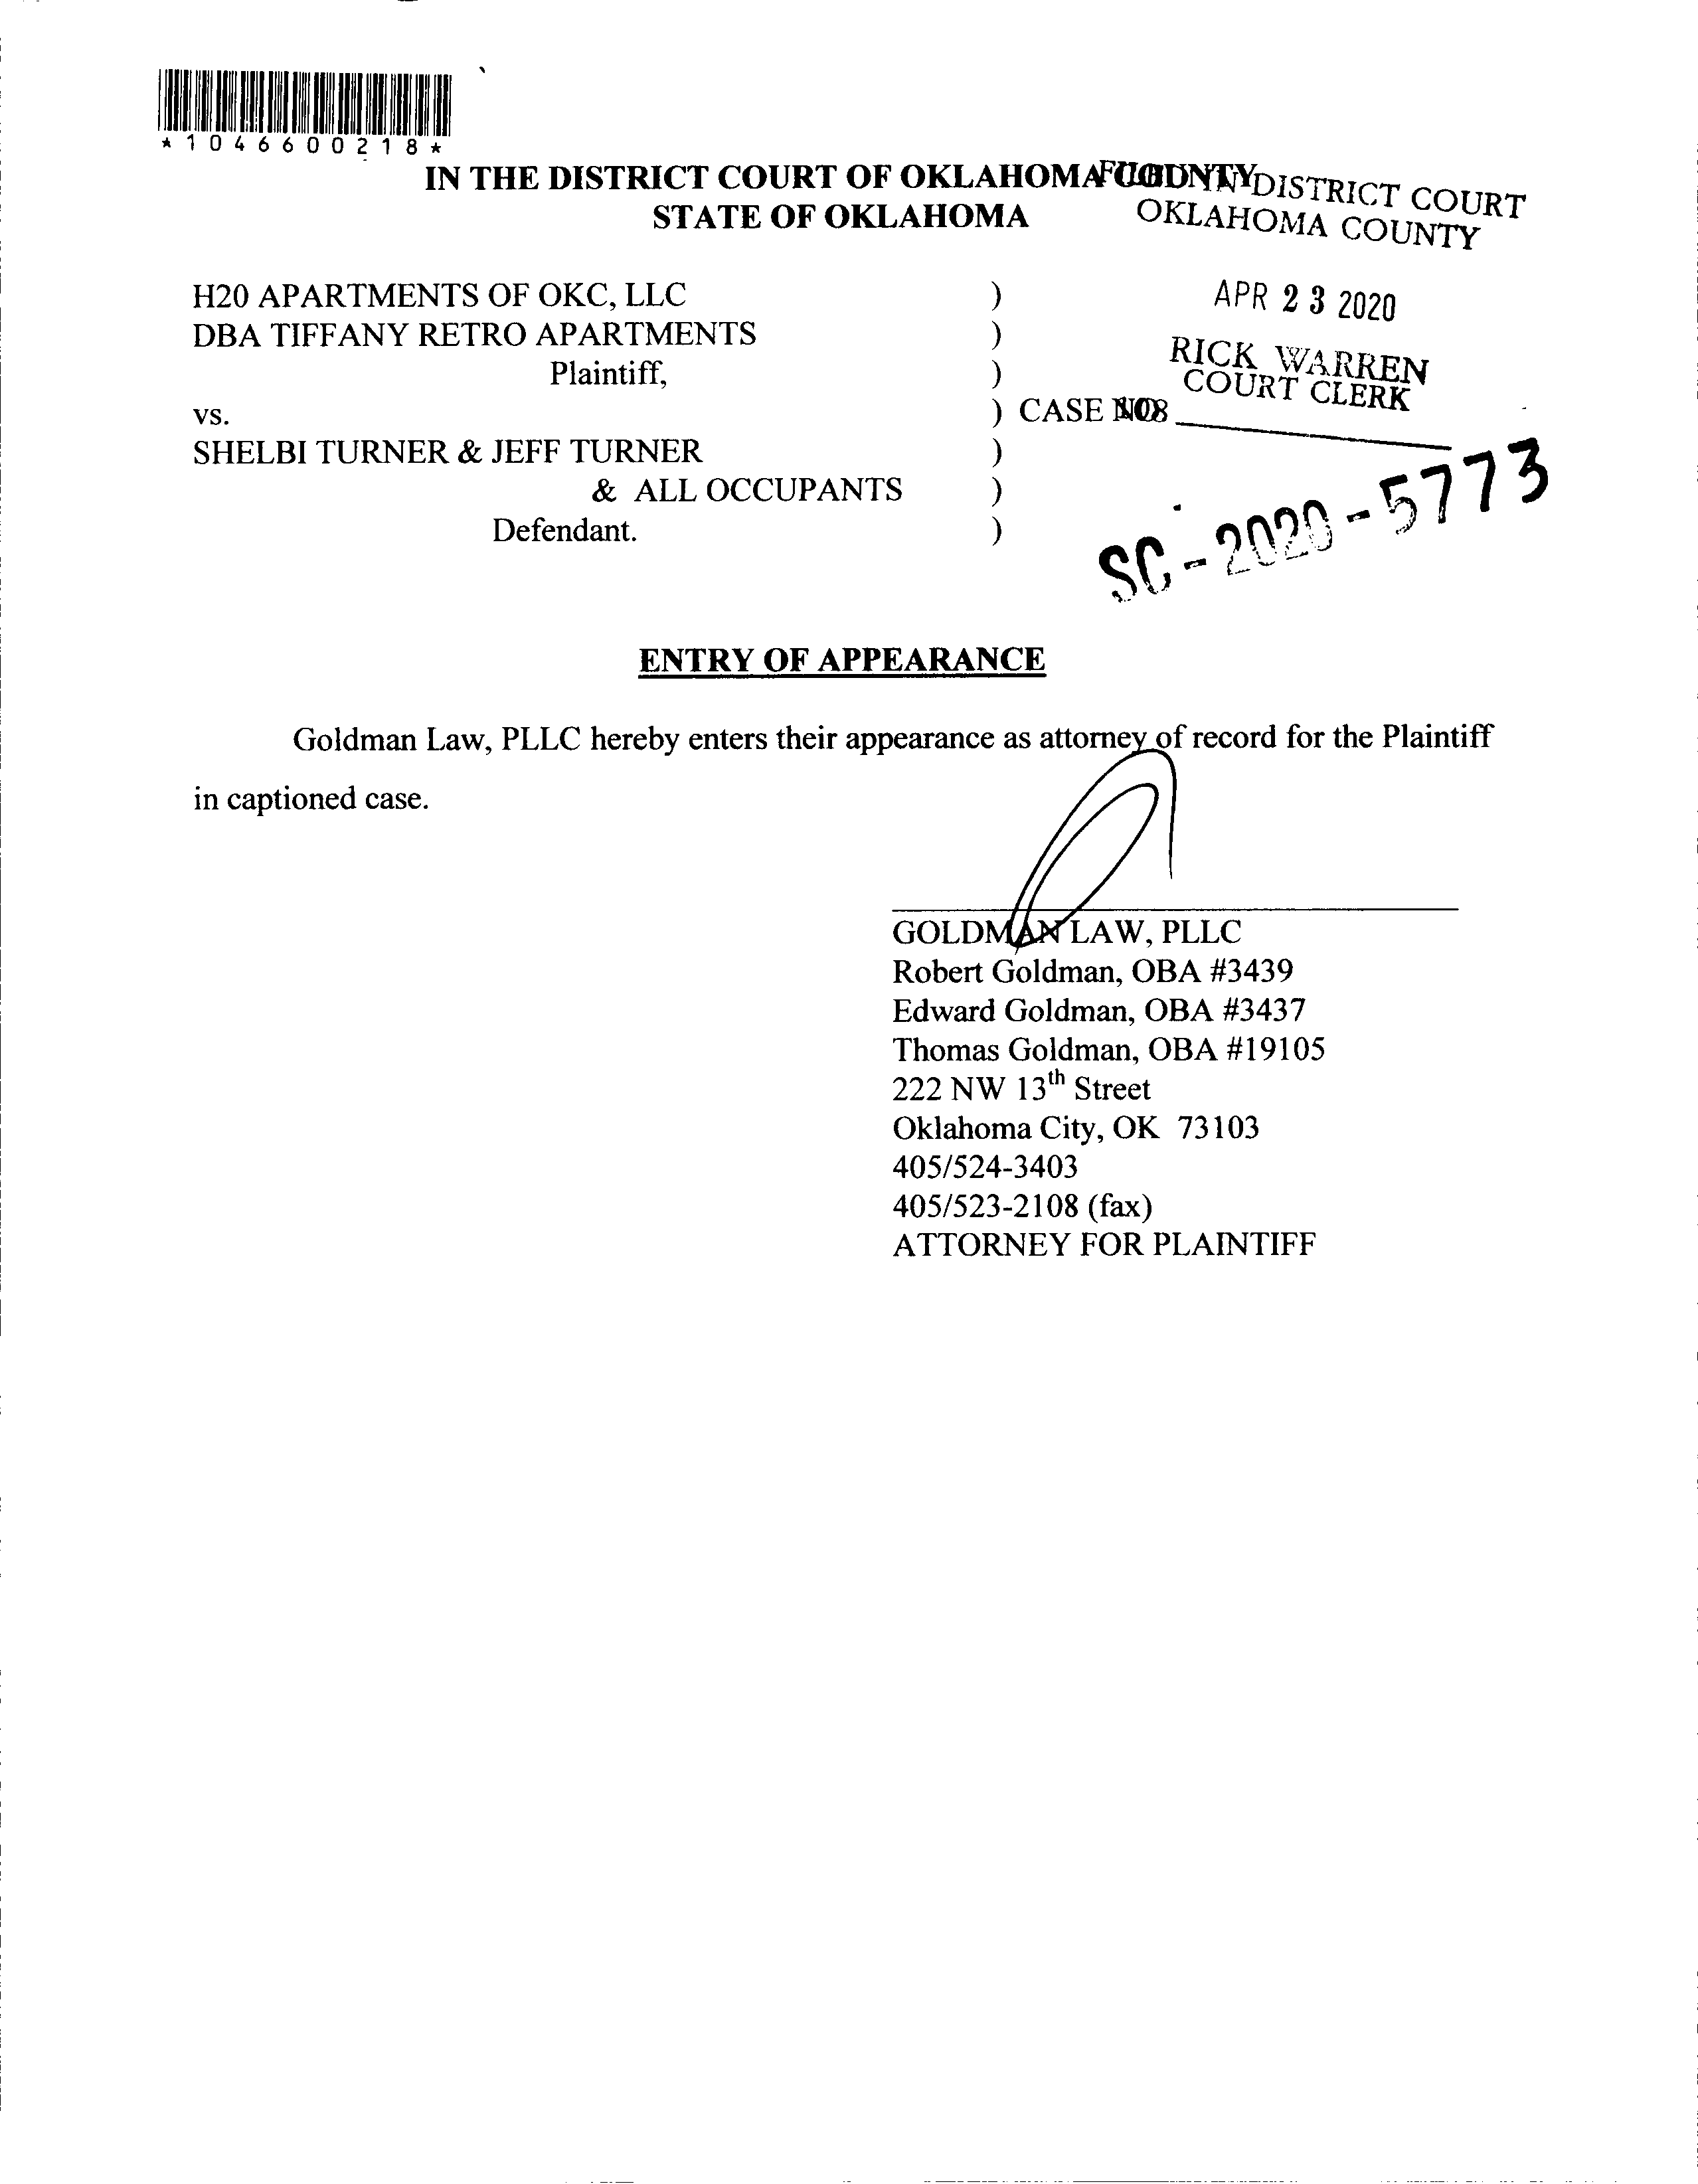 *1046600218*
IN THE DISTRICT COURT OF OKLAHOMA COUNTY
STATE OF OKLAHOMA
FILED IN DISTRICT COURT
OKLAHOMA COUNTY
H20 APARTMENTS OF OKC, LLC )
APR 23 2020
DBA TIFFANY RETRO APARTMENTS )
Plaintiff, )
RICK WARREN
COURT CLERK
vs. ) CASE NO.
108
SHELBI TURNER & JEFF TURNER )
& ALL OCCUPANTS )
Defendant. )
SC-2020-5773
ENTRY OF APPEARANCE
Goldman Law, PLLC hereby enters their appearance as attorney of record for the Plaintiff
in captioned case.
GOLDMAN LAW, PLLC
Robert Goldman, OBA #3439
Edward Goldman, OBA #3437
Thomas Goldman, OBA #19105
222 NW 13th Street
Oklahoma City, OK 73103
405/524-3403
405/523-2108 (fax)
ATTORNEY FOR PLAINTIFF